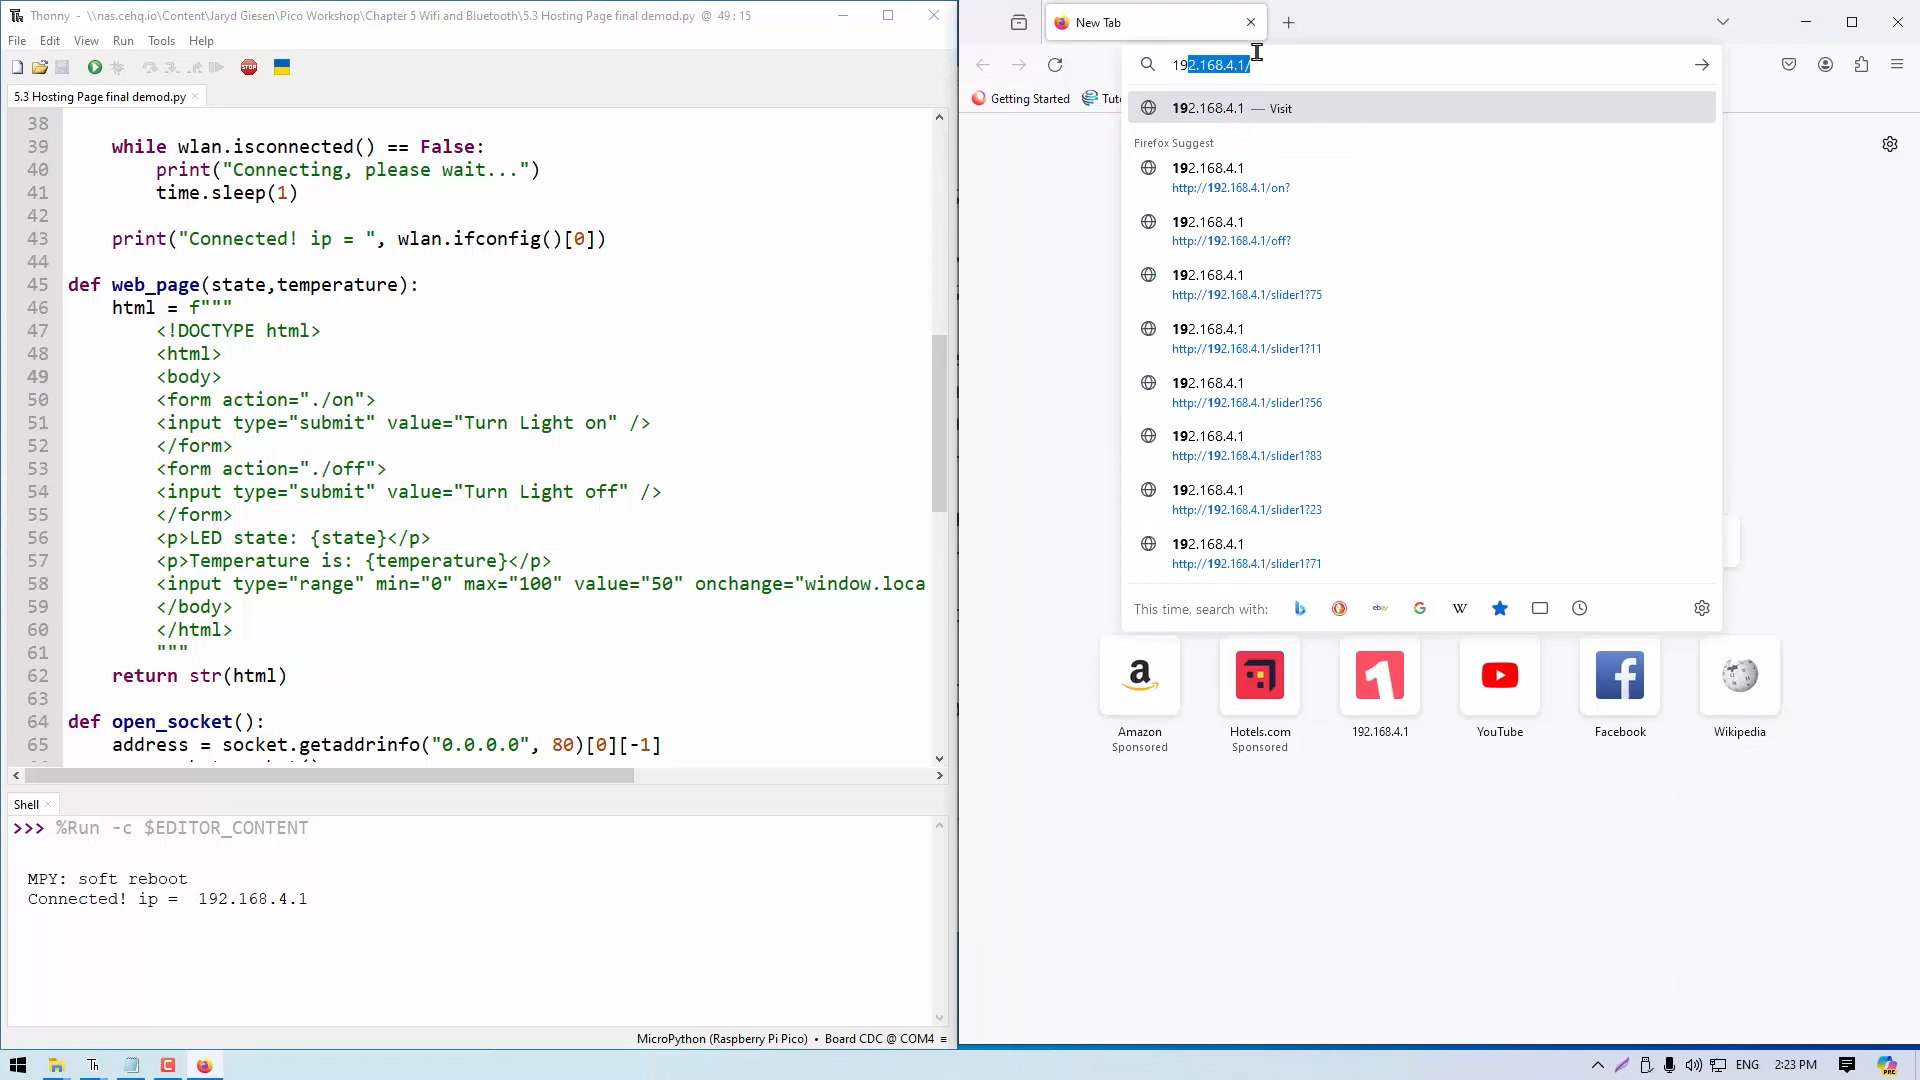 Thonny - \\nas.cehq.io\Content\Jaryd Giesen\Pico Workshop\Chapter 5 Wifi and Bluetooth\5.3 Hosting Page final demod.py @ 49 : 15
File Edit View Run Tools Help
STOP
5.3 Hosting Page final demod.py
38
39 while wlan.isconnected() == False:
40 print("Connecting, please wait...")
41 time.sleep(1)
42
43 print("Connected! ip = ", wlan.ifconfig()[0])
44
45 def web_page(state,temperature):
46 html = f"""
47 <!DOCTYPE html>
48 <html>
49 <body>
50 <form action="./on">
51 <input type="submit" value="Turn Light on" />
52 </form>
53 <form action="./off">
54 <input type="submit" value="Turn Light off" />
55 </form>
56 <p>LED state: {state}</p>
57 <p>Temperature is: {temperature}</p>
58 <input type="range" min="0" max="100" value="50" onchange="window.loca
59 </body>
60 </html>
61 """
62 return str(html)
63
64 def open_socket():
65 address = socket.getaddrinfo("0.0.0.0", 80)[0][-1]
Shell
>>> %Run -c $EDITOR_CONTENT
MPY: soft reboot
Connected! ip = 192.168.4.1
MicroPython (Raspberry Pi Pico) • Board CDC @ COM4
New Tab
192.168.4.1/
Getting Started
Tut
192.168.4.1 — Visit
Firefox Suggest
192.168.4.1
http://192.168.4.1/on?
192.168.4.1
http://192.168.4.1/off?
192.168.4.1
http://192.168.4.1/slider1?75
192.168.4.1
http://192.168.4.1/slider1?11
192.168.4.1
http://192.168.4.1/slider1?56
192.168.4.1
http://192.168.4.1/slider1?83
192.168.4.1
http://192.168.4.1/slider1?23
192.168.4.1
http://192.168.4.1/slider1?71
This time, search with:
Amazon
Sponsored
Hotels.com
Sponsored
192.168.4.1
YouTube
Facebook
Wikipedia
ENG 2:23 PM